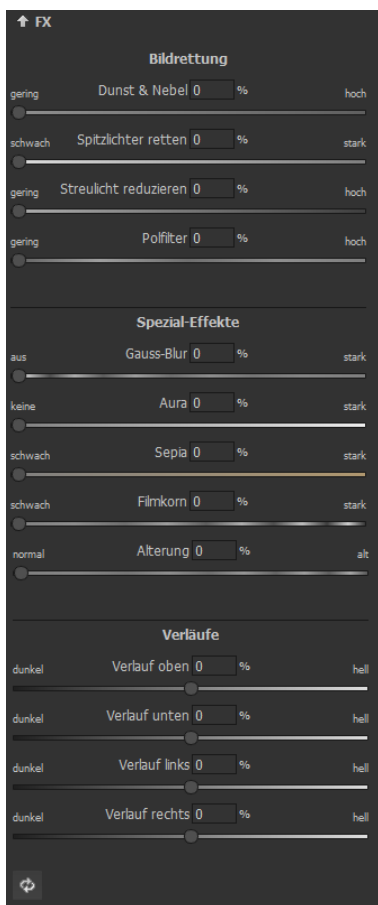 FX
Bildrettung
Dunst & Nebel 0 %
gering hoch
Spitzlichter retten 0 %
schwach stark
Streulicht reduzieren 0 %
gering hoch
Polfilter 0 %
gering hoch
Spezial-Effekte
Gauss-Blur 0 %
aus stark
Aura 0 %
keine stark
Sepia 0 %
schwach stark
Filmkorn 0 %
schwach stark
Alterung 0 %
normal alt
Verläufe
Verlauf oben 0 %
dunkel hell
Verlauf unten 0 %
dunkel hell
Verlauf links 0 %
dunkel hell
Verlauf rechts 0 %
dunkel hell